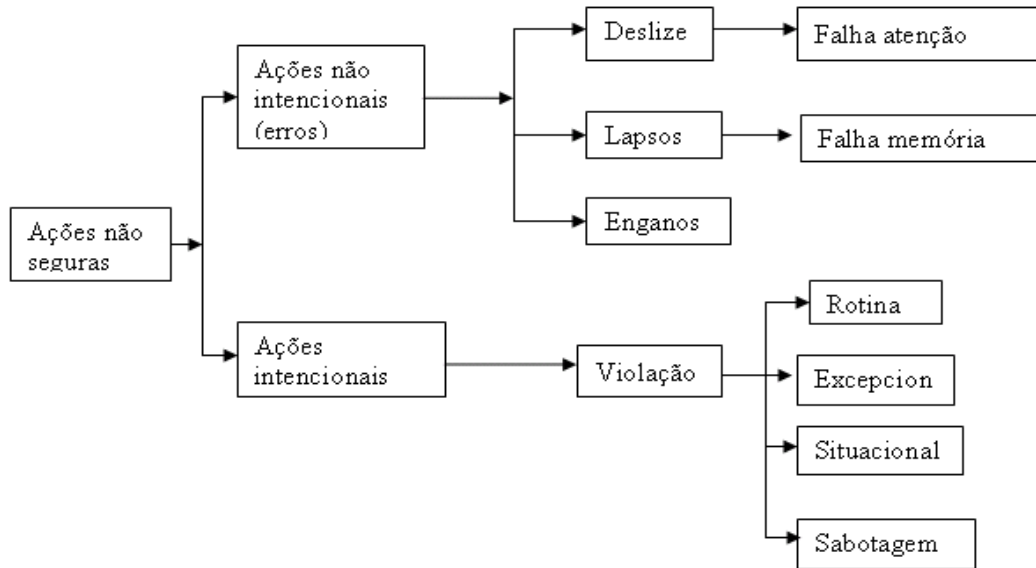 Deslize
Falha atenção
Ações não
intencionais
(erros)
Lapsos
Falha memória
Enganos
Ações não
seguras
Rotina
Ações
intencionais
Violação
Excepcion
Situacional
Sabotagem